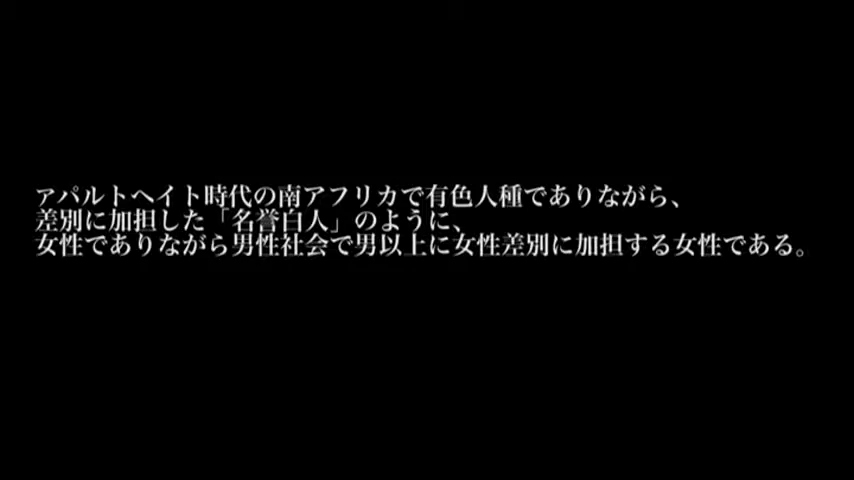 アパルトヘイト時代の南アフリカで有色人種でありながら、
差別に加担した「名誉白人」のように、
女性でありながら男性社会で男以上に女性差別に加担する女性である。